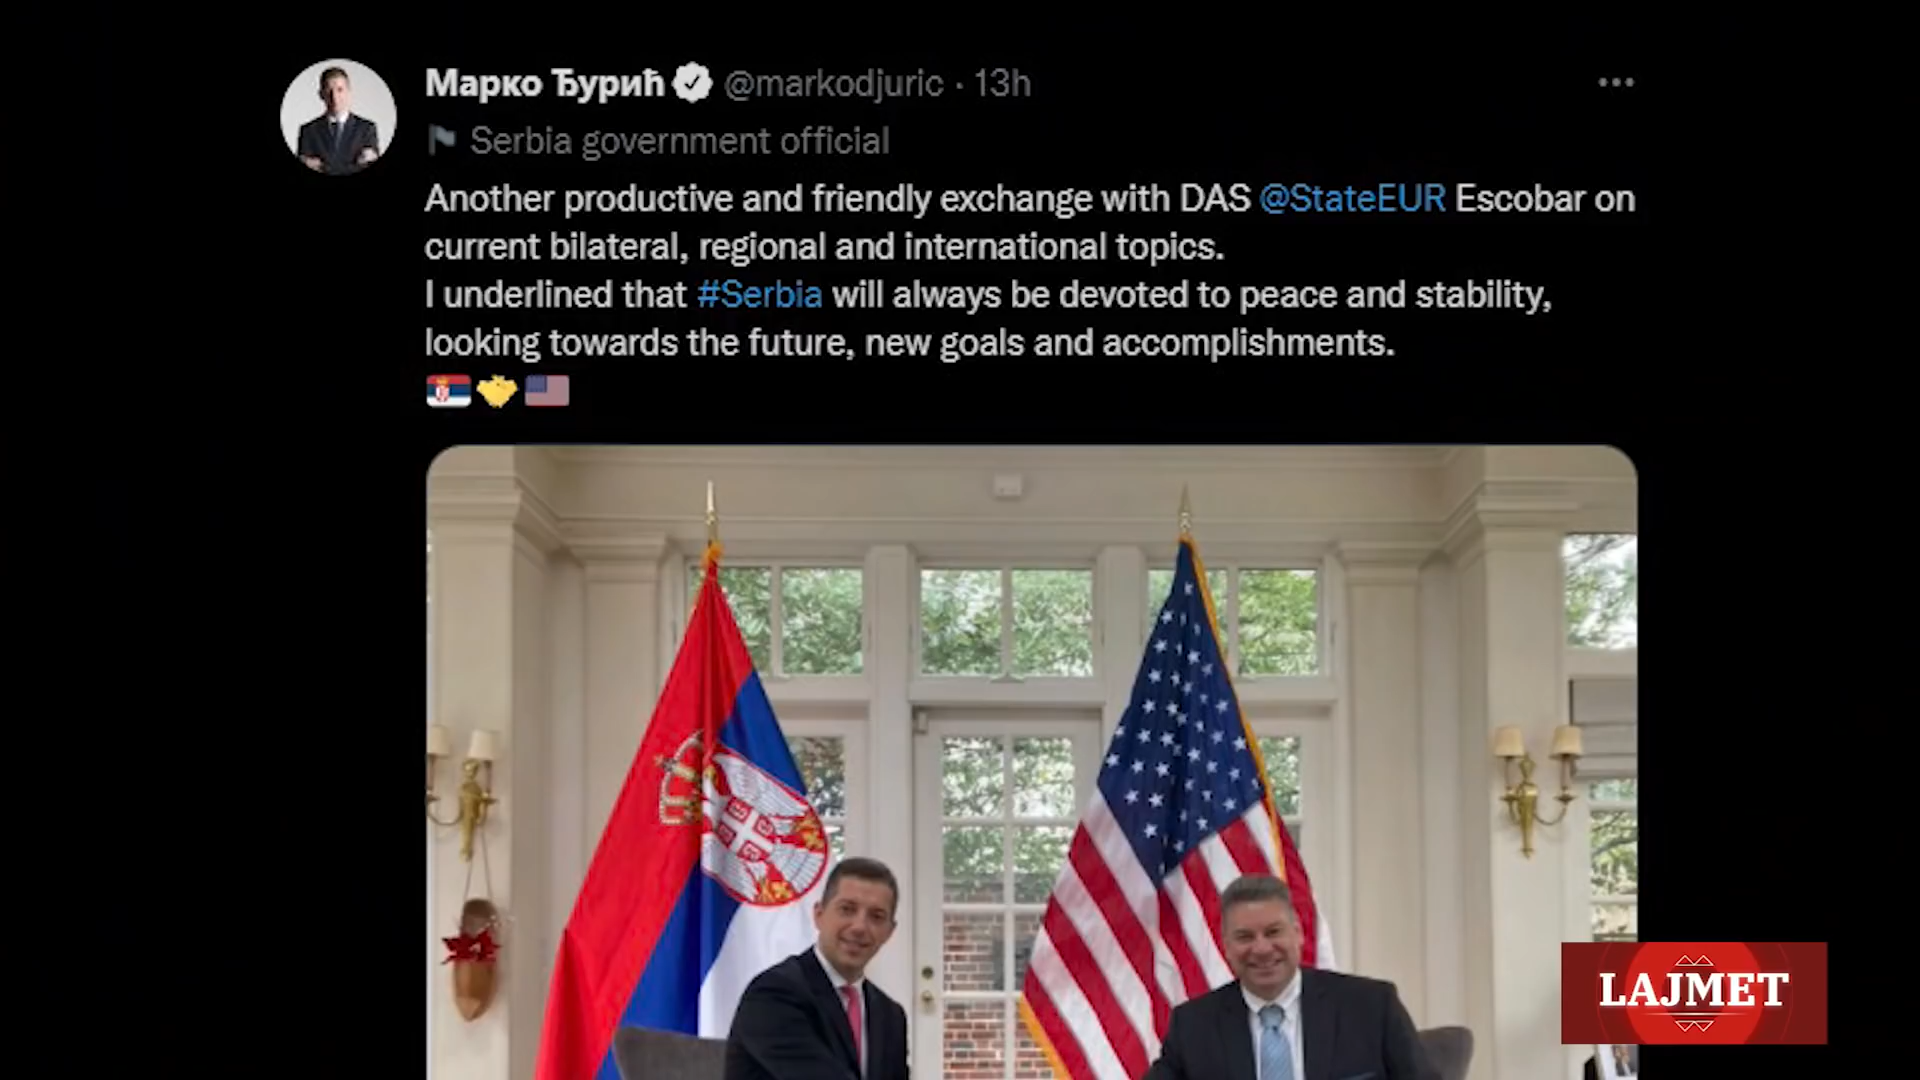 Марко Ђурић @markodjuric · 13h
Serbia government official
Another productive and friendly exchange with DAS @StateEUR Escobar on
current bilateral, regional and international topics.
I underlined that #Serbia will always be devoted to peace and stability,
looking towards the future, new goals and accomplishments.
LAJMET